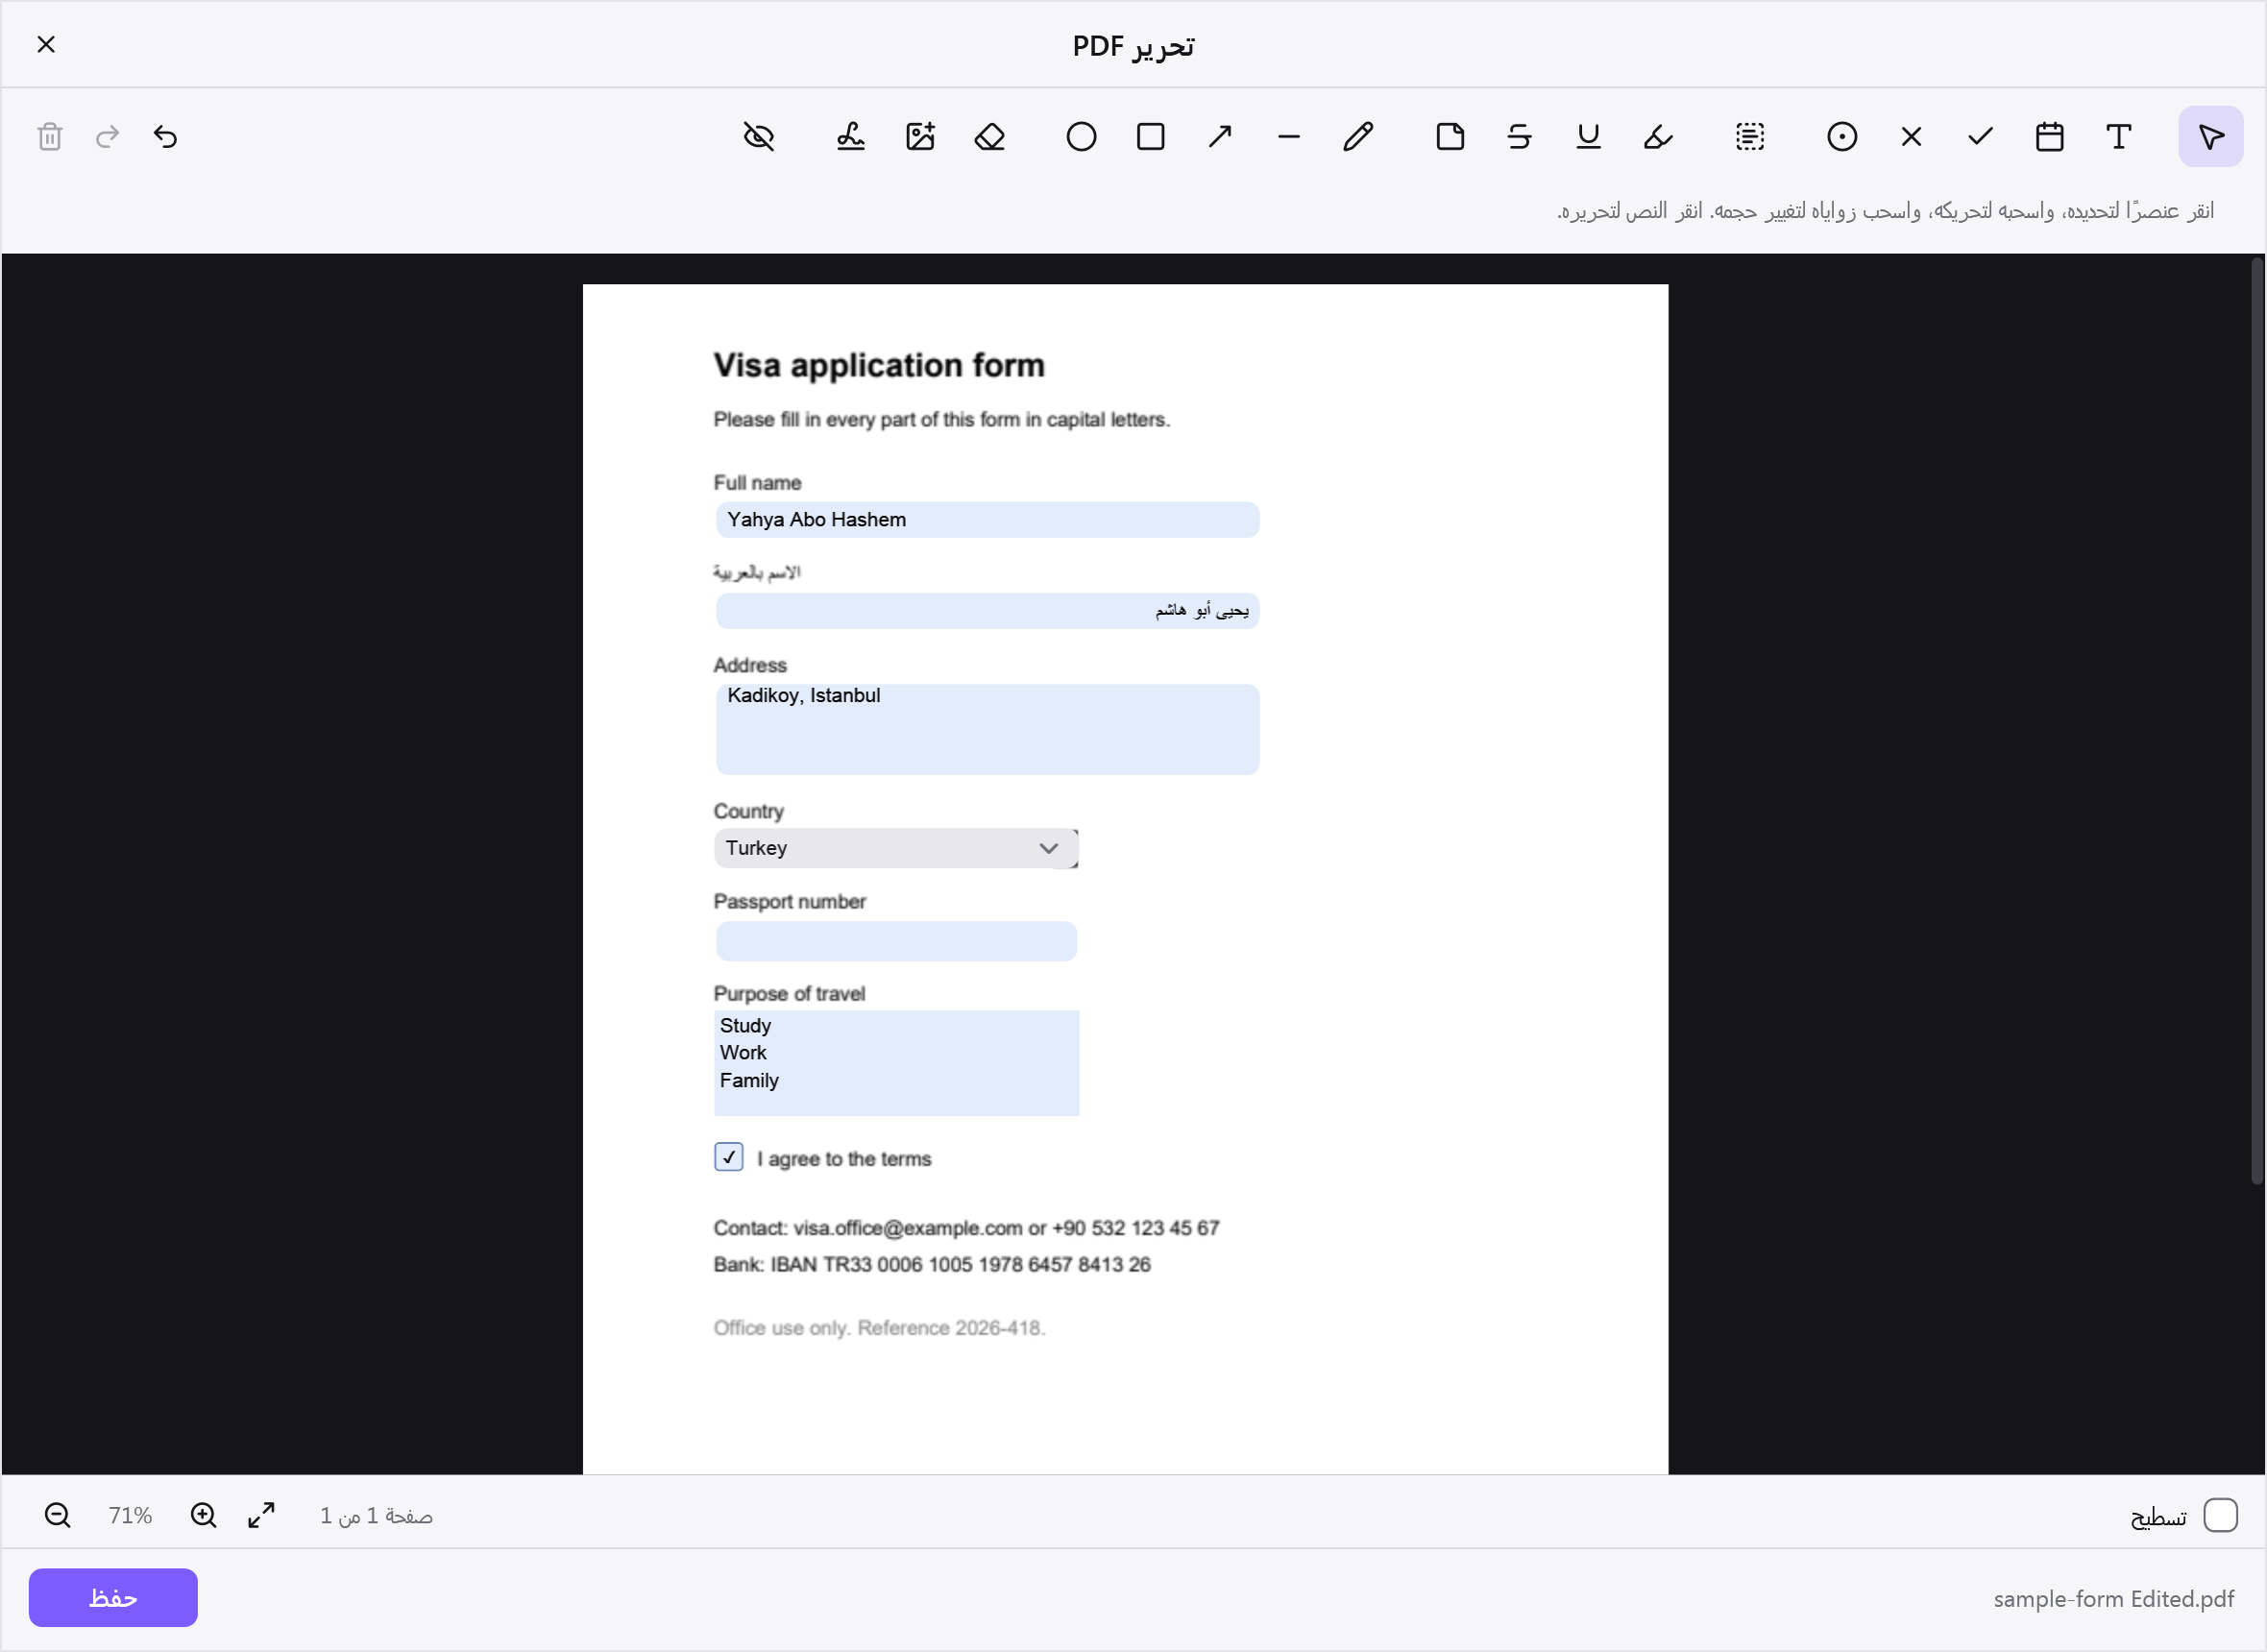 تحرير PDF
انقر عنصرًا لتحديده، واسحبه لتحريكه، واسحب زواياه لتغيير حجمه. انقر النص لتحريره.
Visa application form
Please fill in every part of this form in capital letters.
Full name
Yahya Abo Hashem
الاسم بالعربية
يحيى أبو هاشم
Address
Kadikoy, Istanbul
Country
Turkey
Passport number
Purpose of travel
Study
Work
Family
I agree to the terms
Contact: visa.office@example.com or +90 532 123 45 67
Bank: IBAN TR33 0006 1005 1978 6457 8413 26
Office use only. Reference 2026-418.
تسطيح
صفحة 1 من 1
71%
sample-form Edited.pdf
حفظ